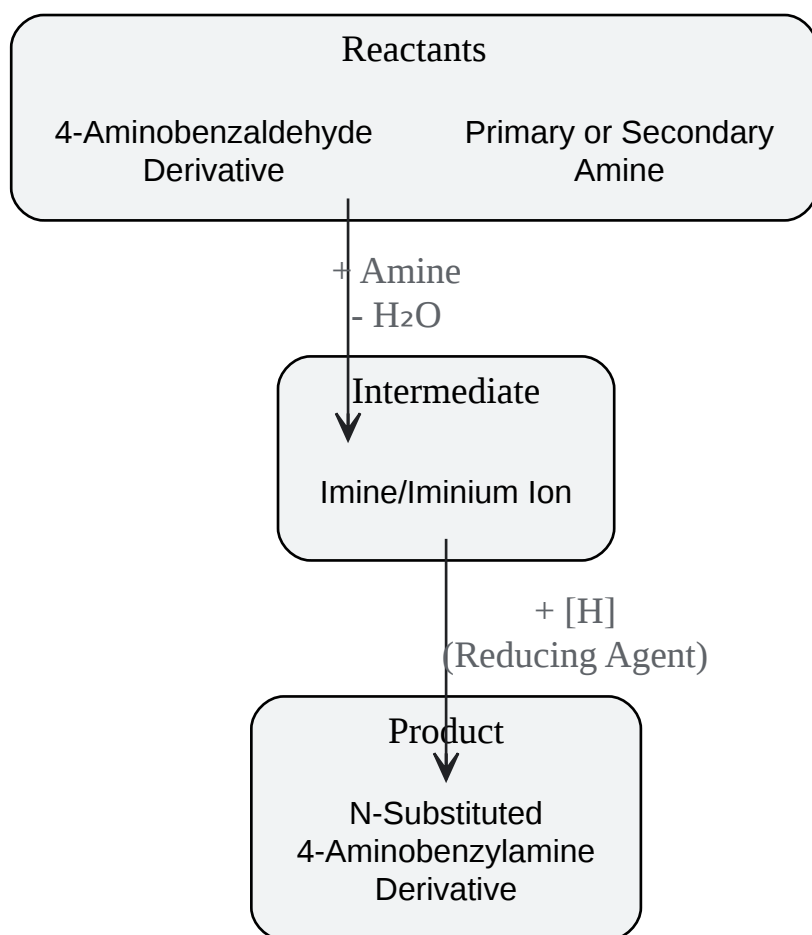 Reactants
4-Aminobenzaldehyde
Derivative
Primary or Secondary
Amine
+ Amine
- H₂O
Intermediate
Imine/Iminium Ion
+ [H]
(Reducing Agent)
Product
N-Substituted
4-Aminobenzylamine
Derivative